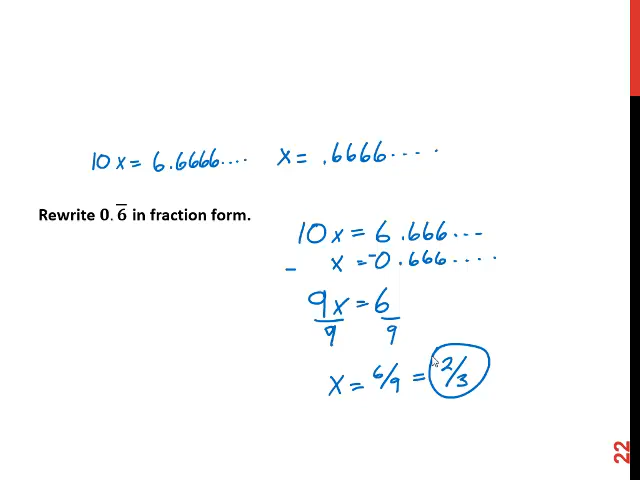 10x = 6.6666.... x = .6666.... .
Rewrite 0.6̅ in fraction form.
10x = 6.666...
- x = -0.666....
9x = 6
9 9
x = 6/9 = 2/3
22